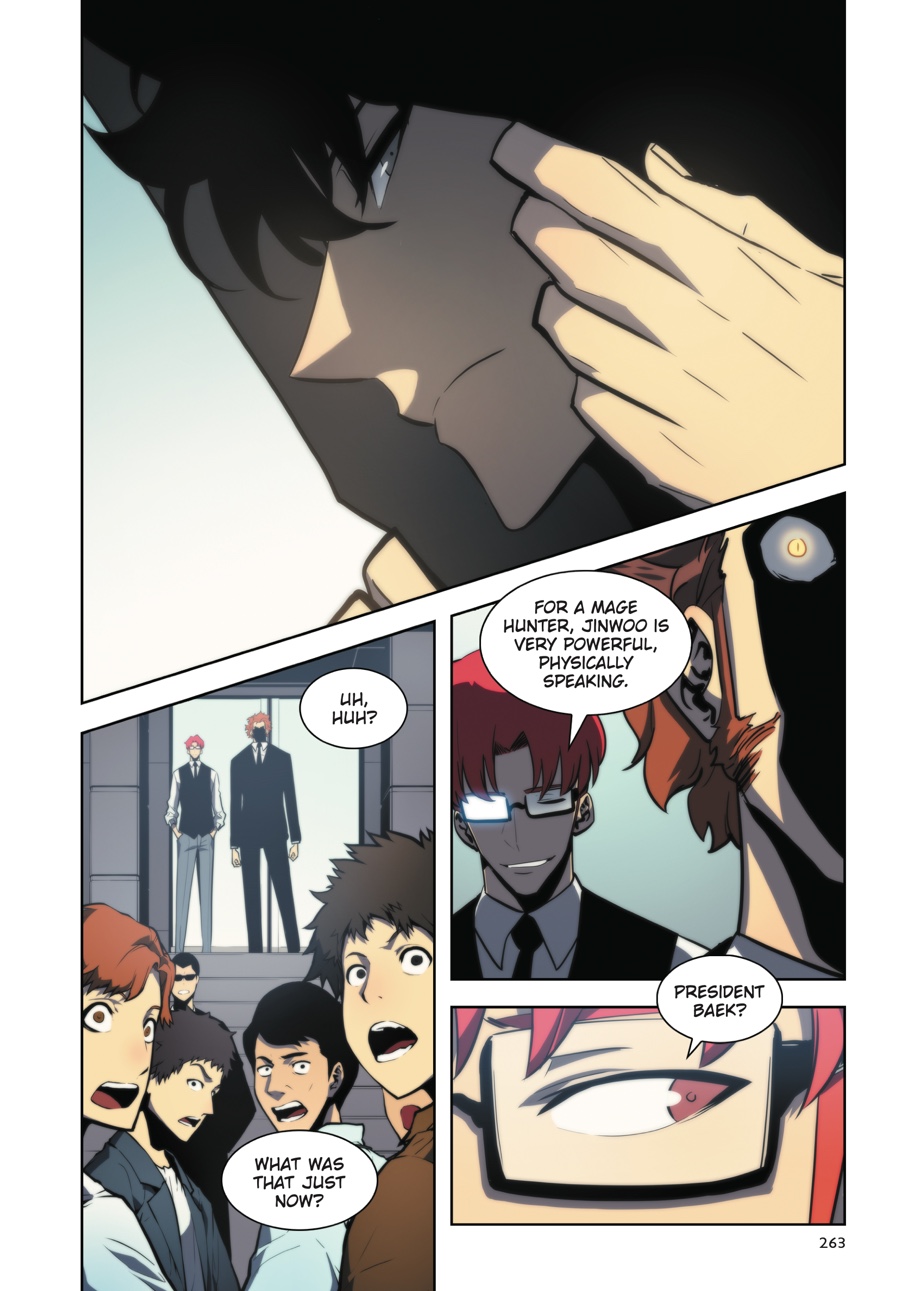 UH,
HUH?
WHAT WAS
THAT JUST
NOW?
FOR A MAGE
HUNTER, JINWOO IS
VERY POWERFUL,
PHYSICALLY
SPEAKING.
PRESIDENT
BAEK?
263